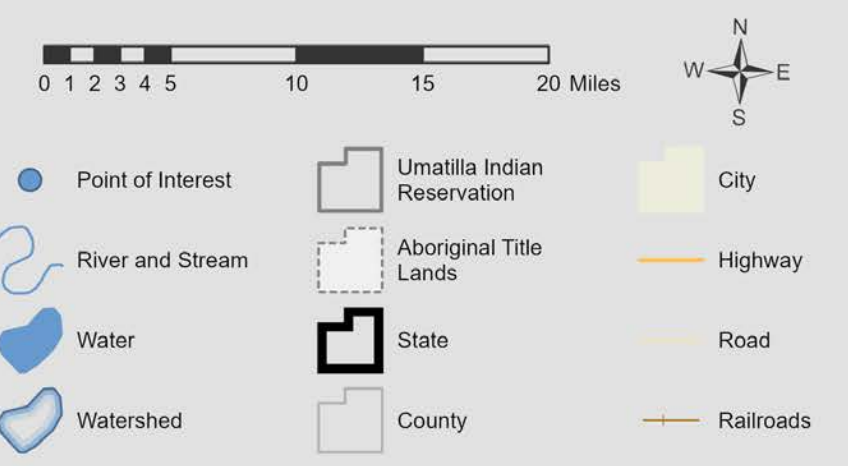 N
W E
S
0 1 2 3 4 5 10 15 20 Miles
Point of Interest
Umatilla Indian
Reservation
City
River and Stream
Aboriginal Title
Lands
Highway
Water
State
Road
Watershed
County
Railroads